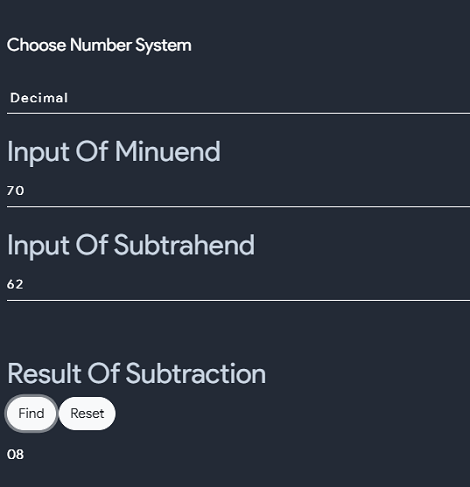 Choose Number System
Decimal
Input Of Minuend
70
Input Of Subtrahend
62
Result Of Subtraction
Find Reset
08